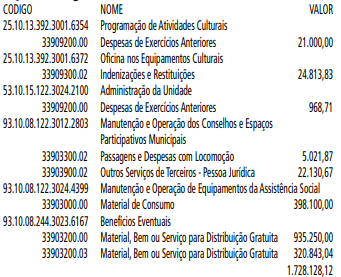 CODIGO NOME VALOR
25.10.13.392.3001.6354 Programação de Atividades Culturais
33909200.00 Despesas de Exercícios Anteriores 21.000,00
25.10.13.392.3001.6372 Oficina nos Equipamentos Culturais
33909300.02 Indenizações e Restituições 24.813,83
53.10.15.122.3024.2100 Administração da Unidade
33909200.00 Despesas de Exercícios Anteriores 968,71
93.10.08.122.3012.2803 Manutenção e Operação dos Conselhos e Espaços
Participativos Municipais
33903300.02 Passagens e Despesas com Locomoção 5.021,87
33903900.02 Outros Serviços de Terceiros - Pessoa Jurídica 22.130,67
93.10.08.122.3024.4399 Manutenção e Operação de Equipamentos da Assistência Social
33903000.00 Material de Consumo 398.100,00
93.10.08.244.3023.6167 Benefícios Eventuais
33903200.00 Material, Bem ou Serviço para Distribuição Gratuita 935.250,00
33903200.03 Material, Bem ou Serviço para Distribuição Gratuita 320.843,04
1.728.128,12